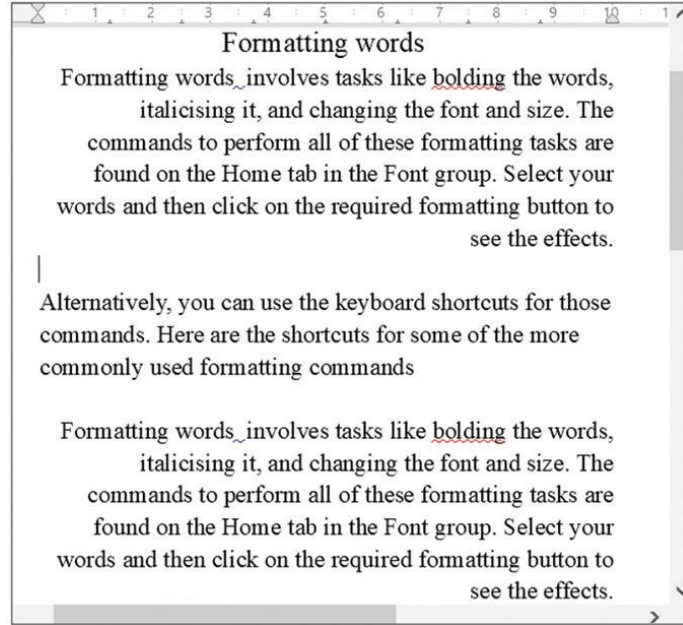 1 2 3 4 5 6 7 8 9 10 1
Formatting words
Formatting words involves tasks like bolding the words,
italicising it, and changing the font and size. The
commands to perform all of these formatting tasks are
found on the Home tab in the Font group. Select your
words and then click on the required formatting button to
see the effects.
Alternatively, you can use the keyboard shortcuts for those
commands. Here are the shortcuts for some of the more
commonly used formatting commands
Formatting words involves tasks like bolding the words,
italicising it, and changing the font and size. The
commands to perform all of these formatting tasks are
found on the Home tab in the Font group. Select your
words and then click on the required formatting button to
see the effects.